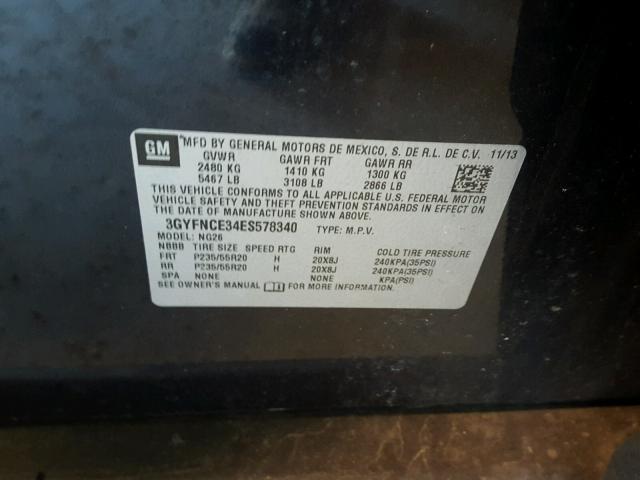 GM
*MFD BY GENERAL MOTORS DE MEXICO, S. DE R.L. DE C.V. 11/13
GVWR GAWR FRT GAWR RR
2480 KG 1410 KG 1300 KG
5467 LB 3108 LB 2866 LB
THIS VEHICLE CONFORMS TO ALL APPLICABLE U.S. FEDERAL MOTOR
VEHICLE SAFETY AND THEFT PREVENTION STANDARDS IN EFFECT ON
THE DATE OF MANUFACTURE SHOWN ABOVE.
3GYFNCE34ES578340 TYPE: M.P.V.
MODEL: NG26
NBBB TIRE SIZE SPEED RTG RIM COLD TIRE PRESSURE
FRT P235/55R20 H 20X8J 240KPA(35PSI)
RR P235/55R20 H 20X8J 240KPA(35PSI)
SPA NONE NONE KPA(PSI)
SEE OWNER'S MANUAL FOR MORE INFORMATION.